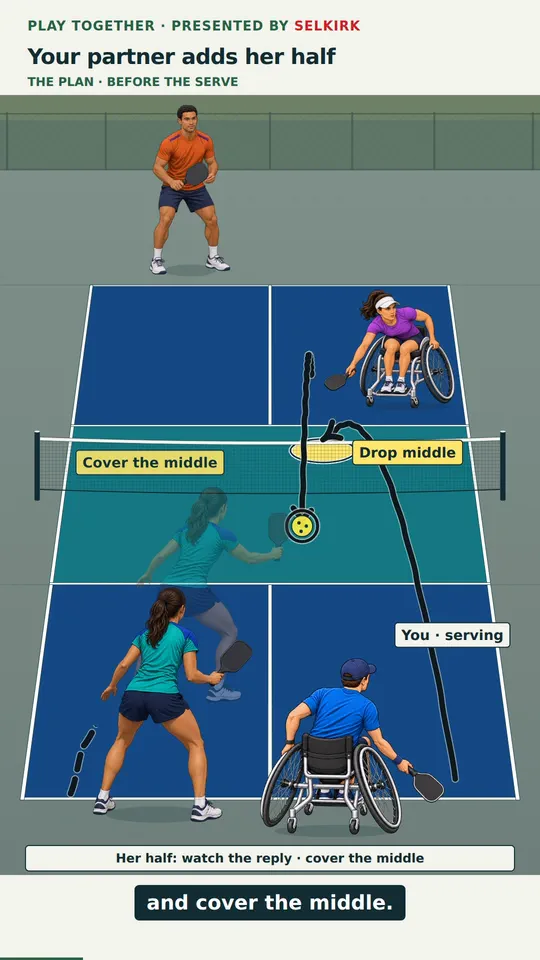 PLAY TOGETHER · PRESENTED BY SELKIRK
Your partner adds her half
THE PLAN · BEFORE THE SERVE
Cover the middle
Drop middle
You · serving
Her half: watch the reply · cover the middle
and cover the middle.